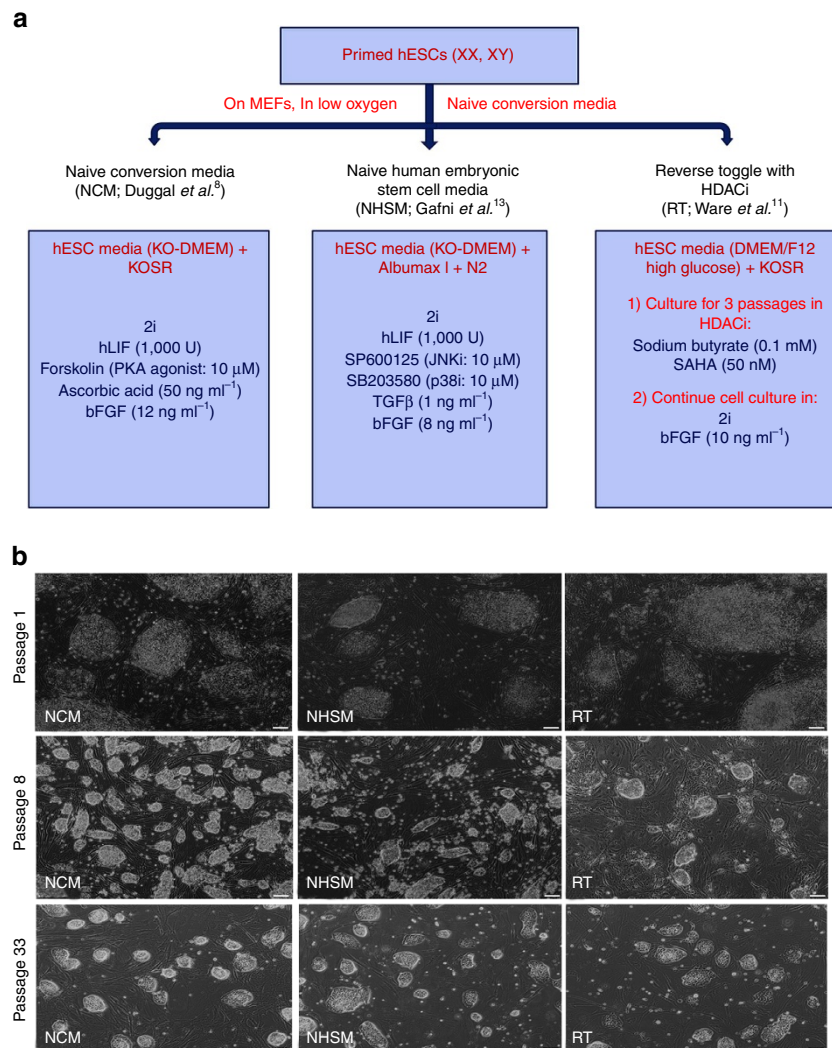 a
Primed hESCs (XX, XY)
On MEFs, In low oxygen
Naive conversion media
Naive conversion media
(NCM; Duggal et al.⁸)
Naive human embryonic
stem cell media
(NHSM; Gafni et al.¹³)
Reverse toggle with
HDACi
(RT; Ware et al.¹¹)
hESC media (KO-DMEM) +
KOSR
2i
hLIF (1,000 U)
Forskolin (PKA agonist: 10 μM)
Ascorbic acid (50 ng ml⁻¹)
bFGF (12 ng ml⁻¹)
hESC media (KO-DMEM) +
Albumax I + N2
2i
hLIF (1,000 U)
SP600125 (JNKi: 10 μM)
SB203580 (p38i: 10 μM)
TGFβ (1 ng ml⁻¹)
bFGF (8 ng ml⁻¹)
hESC media (DMEM/F12
high glucose) + KOSR
1) Culture for 3 passages in
HDACi:
Sodium butyrate (0.1 mM)
SAHA (50 nM)
2) Continue cell culture in:
2i
bFGF (10 ng ml⁻¹)
b
Passage 1
NCM
NHSM
RT
Passage 8
NCM
NHSM
RT
Passage 33
NCM
NHSM
RT